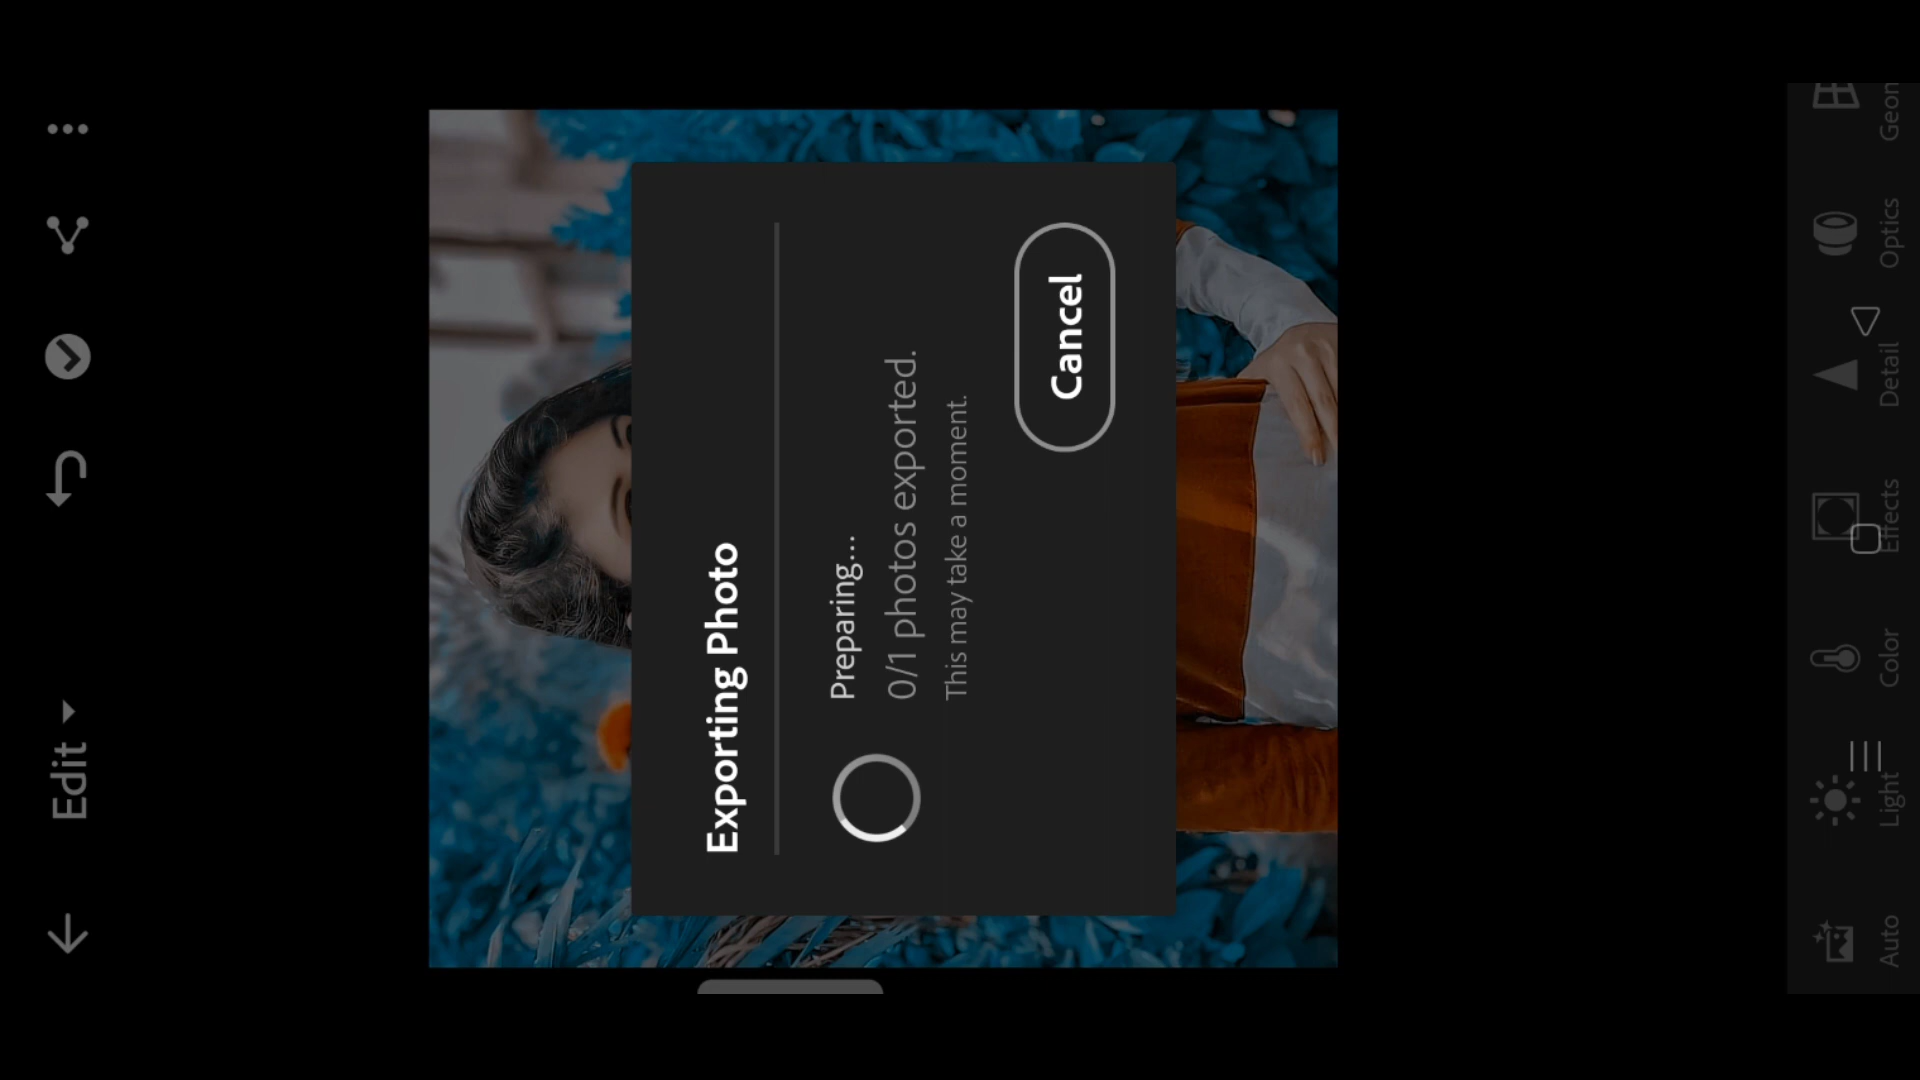 Edit
Exporting Photo
Preparing...
0/1 photos exported.
This may take a moment.
Cancel
Auto
Light
Color
Effects
Detail
Optics
Geom